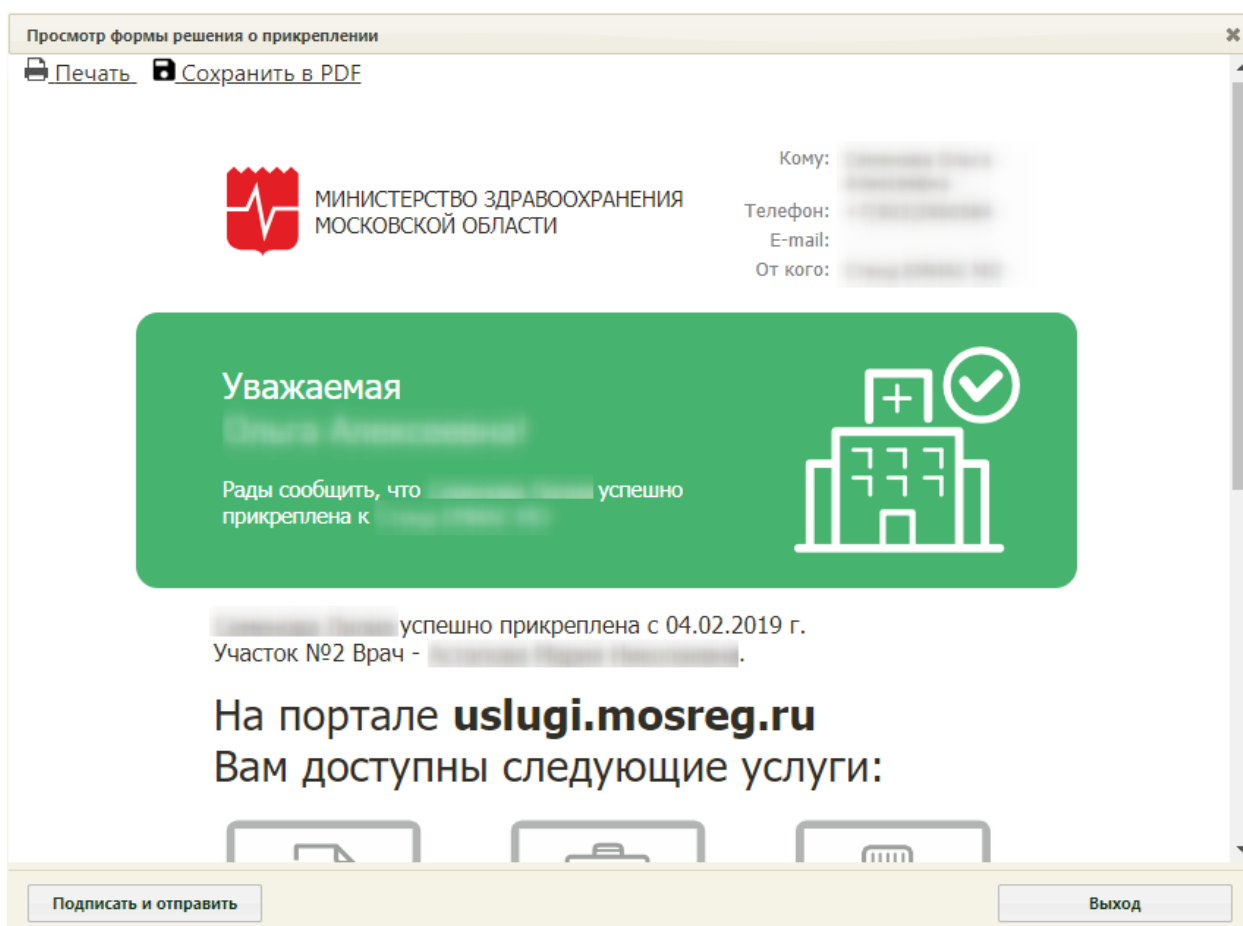 Просмотр формы решения о прикреплении
Печать Сохранить в PDF
МИНИСТЕРСТВО ЗДРАВООХРАНЕНИЯ
МОСКОВСКОЙ ОБЛАСТИ
Кому:
Телефон:
E-mail:
От кого:
Уважаемая
Рады сообщить, что успешно
прикреплена к
успешно прикреплена с 04.02.2019 г.
Участок №2 Врач - .
На портале uslugi.mosreg.ru
Вам доступны следующие услуги:
Подписать и отправить
Выход